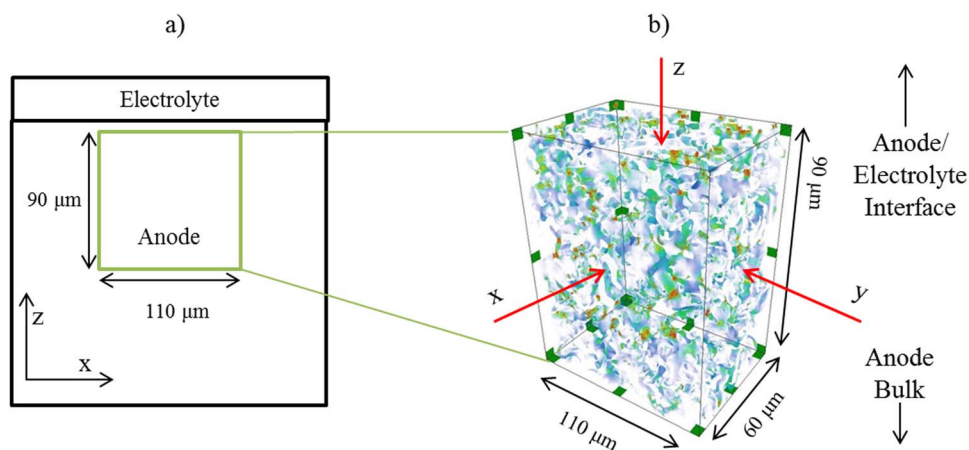 a)
Electrolyte
90 μm
Anode
110 μm
z
x
b)
z
x
y
90 μm
110 μm
60 μm
Anode/
Electrolyte
Interface
Anode
Bulk